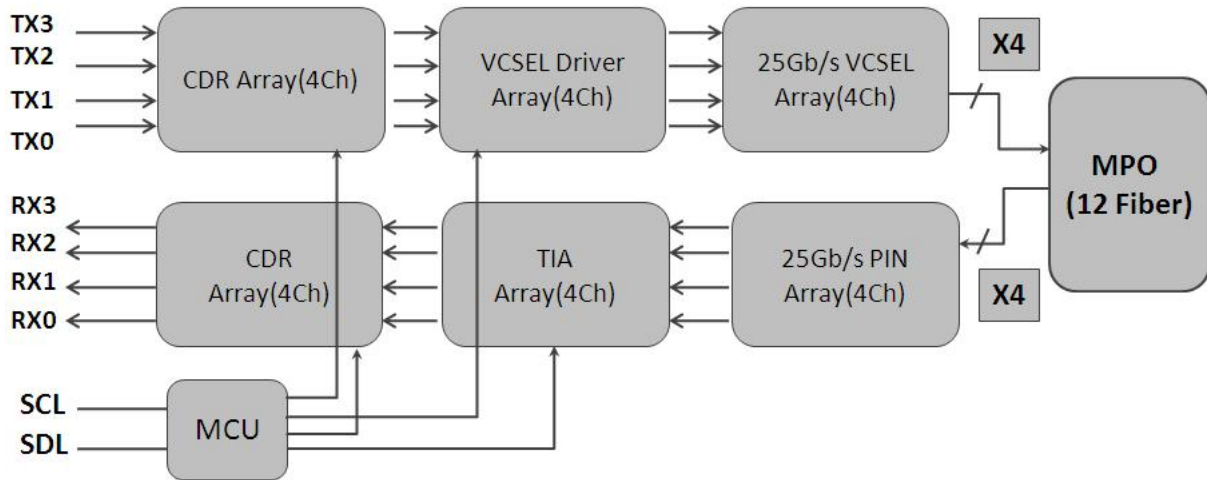 TX3
TX2
TX1
TX0
CDR Array(4Ch)
VCSEL Driver
Array(4Ch)
25Gb/s VCSEL
Array(4Ch)
X4
MPO
(12 Fiber)
RX3
RX2
RX1
RX0
CDR
Array(4Ch)
TIA
Array(4Ch)
25Gb/s PIN
Array(4Ch)
X4
SCL
SDL
MCU